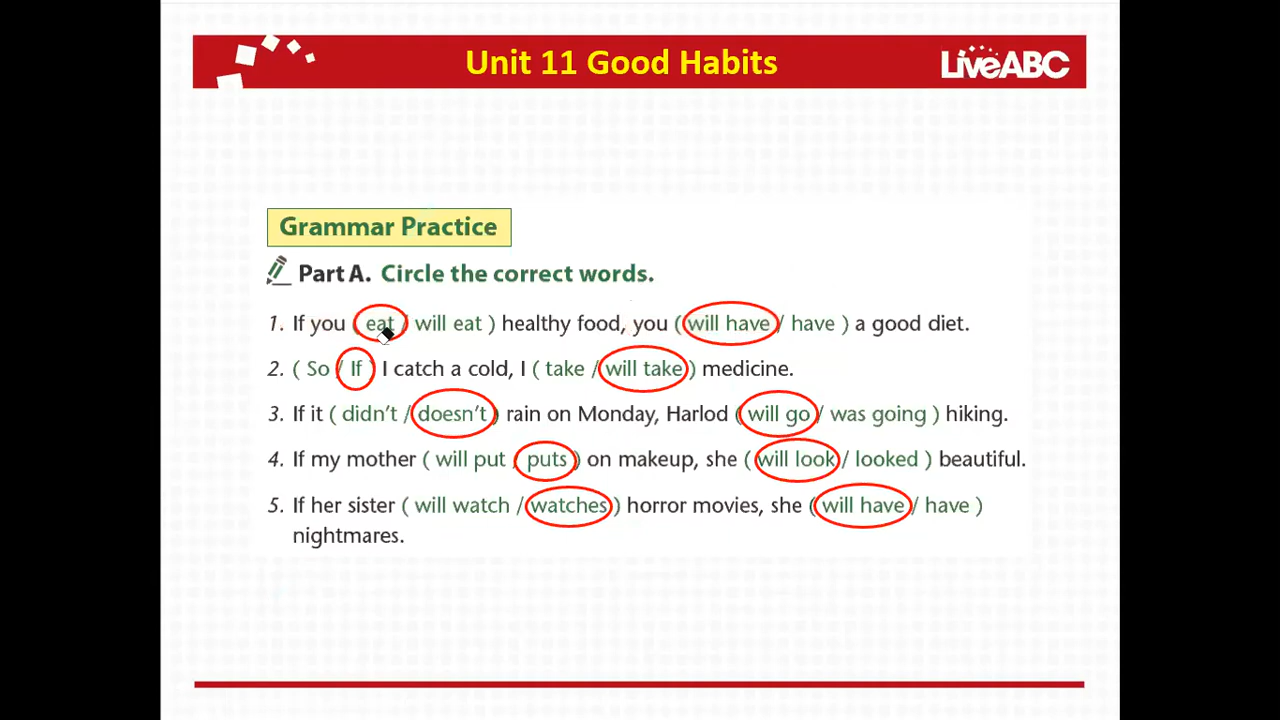 Unit 11 Good Habits
LiveABC
Grammar Practice
Part A. Circle the correct words.
1. If you ( eat / will eat ) healthy food, you ( will have / have ) a good diet.
2. ( So / If ) I catch a cold, I ( take / will take ) medicine.
3. If it ( didn't / doesn't ) rain on Monday, Harlod ( will go / was going ) hiking.
4. If my mother ( will put / puts ) on makeup, she ( will look / looked ) beautiful.
5. If her sister ( will watch / watches ) horror movies, she ( will have / have )
nightmares.